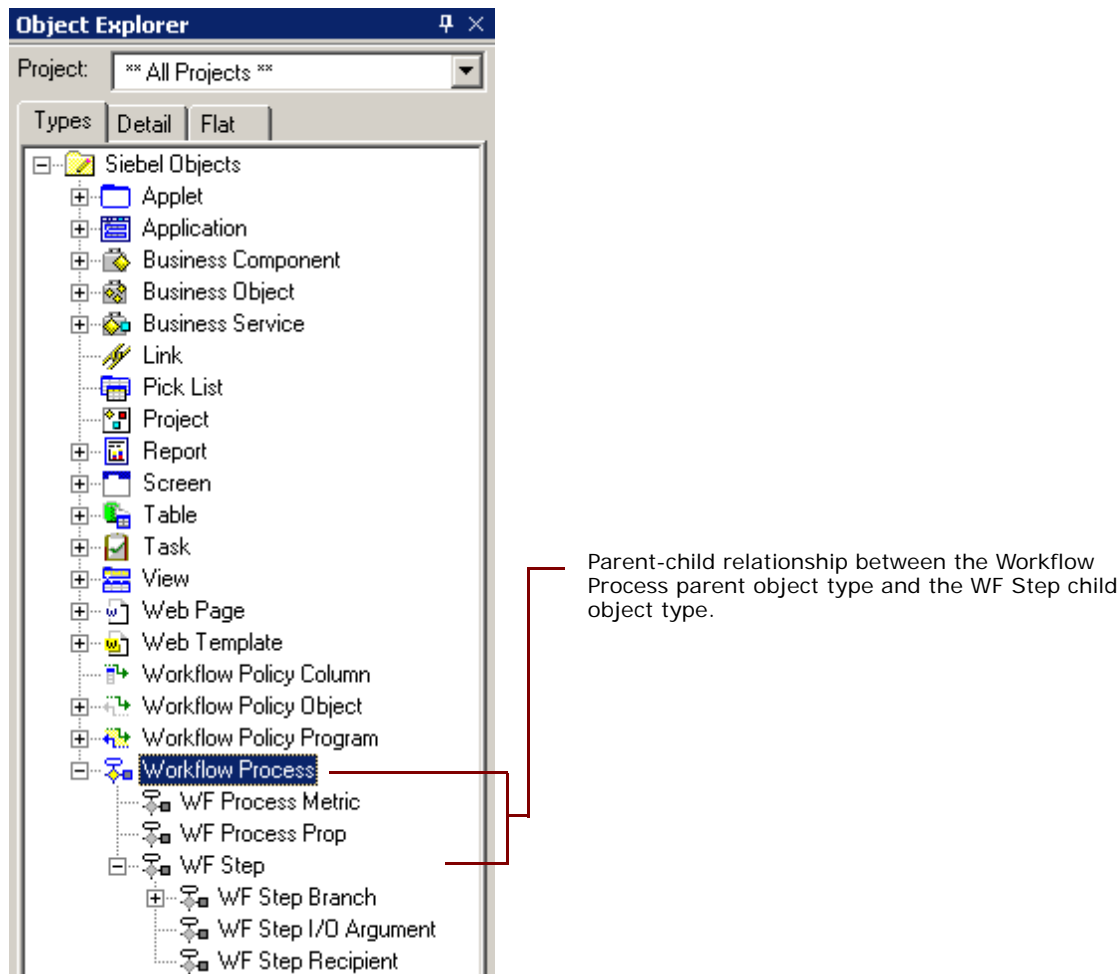 Object Explorer
Project: ** All Projects **
Types Detail Flat
Siebel Objects
Applet
Application
Business Component
Business Object
Business Service
Link
Pick List
Project
Report
Screen
Table
Task
View
Web Page
Web Template
Workflow Policy Column
Workflow Policy Object
Workflow Policy Program
Workflow Process
WF Process Metric
WF Process Prop
WF Step
WF Step Branch
WF Step I/O Argument
WF Step Recipient
Parent-child relationship between the Workflow
Process parent object type and the WF Step child
object type.